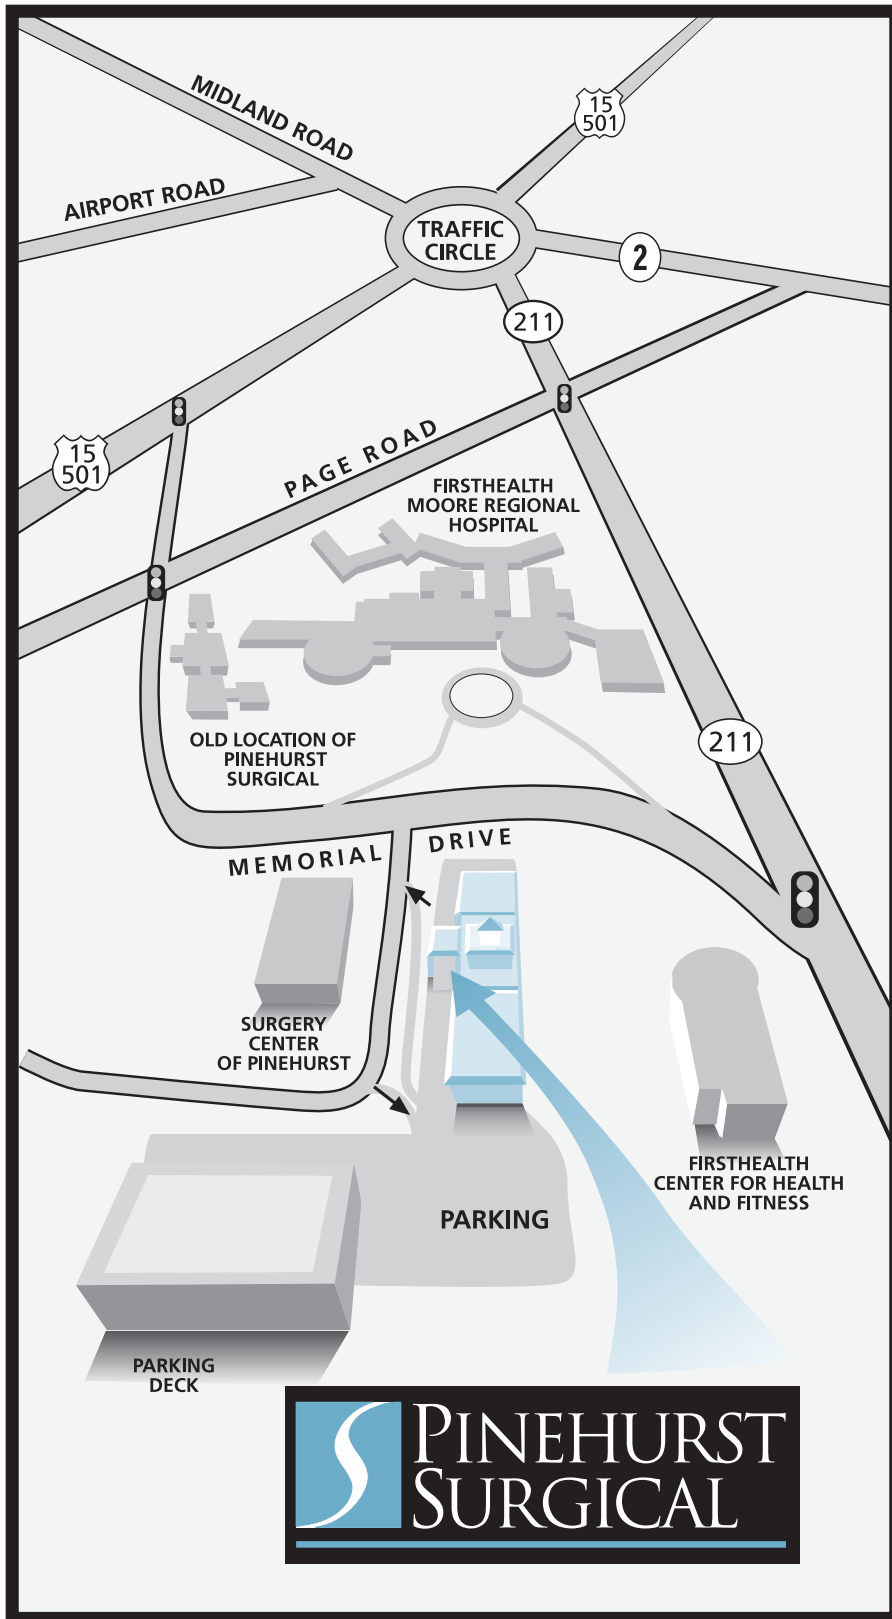 MIDLAND ROAD
15
501
AIRPORT ROAD
TRAFFIC
CIRCLE
2
211
15
501
PAGE ROAD
FIRSTHEALTH
MOORE REGIONAL
HOSPITAL
OLD LOCATION OF
PINEHURST
SURGICAL
211
MEMORIAL DRIVE
SURGERY
CENTER
OF PINEHURST
FIRSTHEALTH
CENTER FOR HEALTH
AND FITNESS
PARKING
PARKING
DECK
PINEHURST
SURGICAL